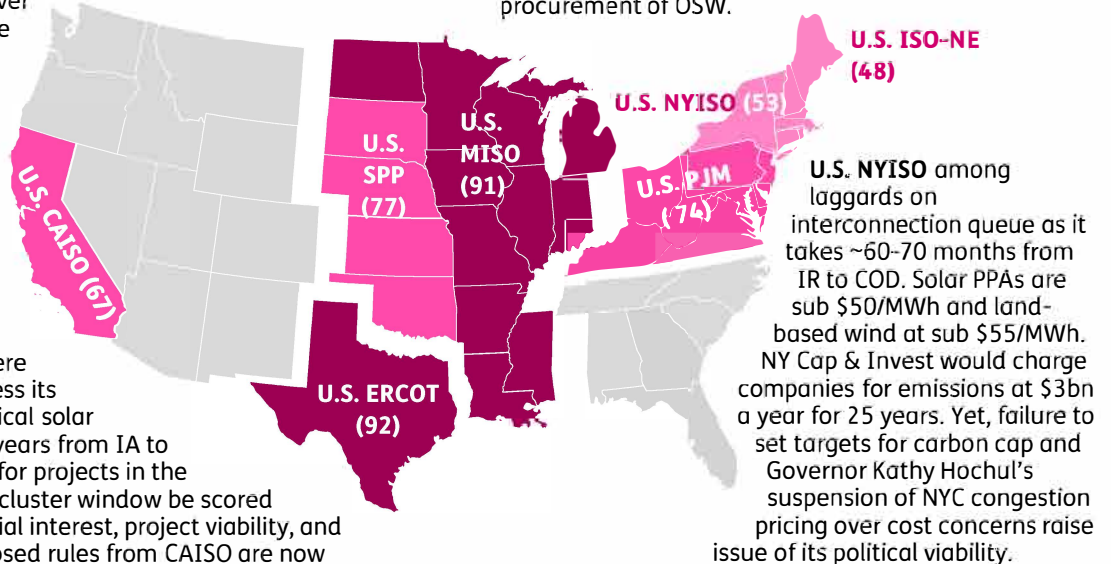 procurement of OSW.
U.S. ISO-NE
(48)
U.S. NYISO (53)
U.S.
MISO
(91)
U.S.
SPP
(77)
U.S. PJM
(74)
U.S. CAISO (67)
U.S. ERCOT
(92)
U.S. NYISO among
laggards on
interconnection queue as it
takes ~60-70 months from
IR to COD. Solar PPAs are
sub $50/MWh and land-
based wind at sub $55/MWh.
NY Cap & Invest would charge
companies for emissions at $3bn
a year for 25 years. Yet, failure to
set targets for carbon cap and
Governor Kathy Hochul's
suspension of NYC congestion
pricing over cost concerns raise
issue of its political viability.
years from IA to
for projects in the
cluster window be scored
interest, project viability, and
rules from CAISO are now
solar
its